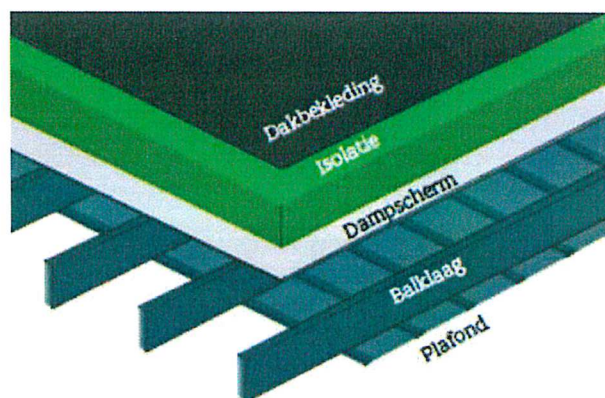 Dakbekleding
Isolatie
Dampscherm
Balklaag
Plafond